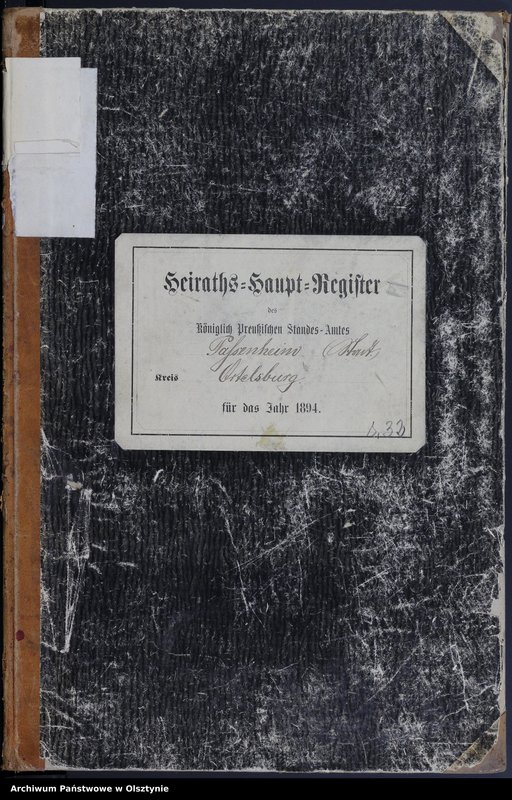 Heiraths-Haupt-Register
des
Königlich Preußischen Standes-Amtes
Passenheim Stadt
Kreis Ortelsburg
für das Jahr 1894.
33
Archiwum Państwowe w Olsztynie